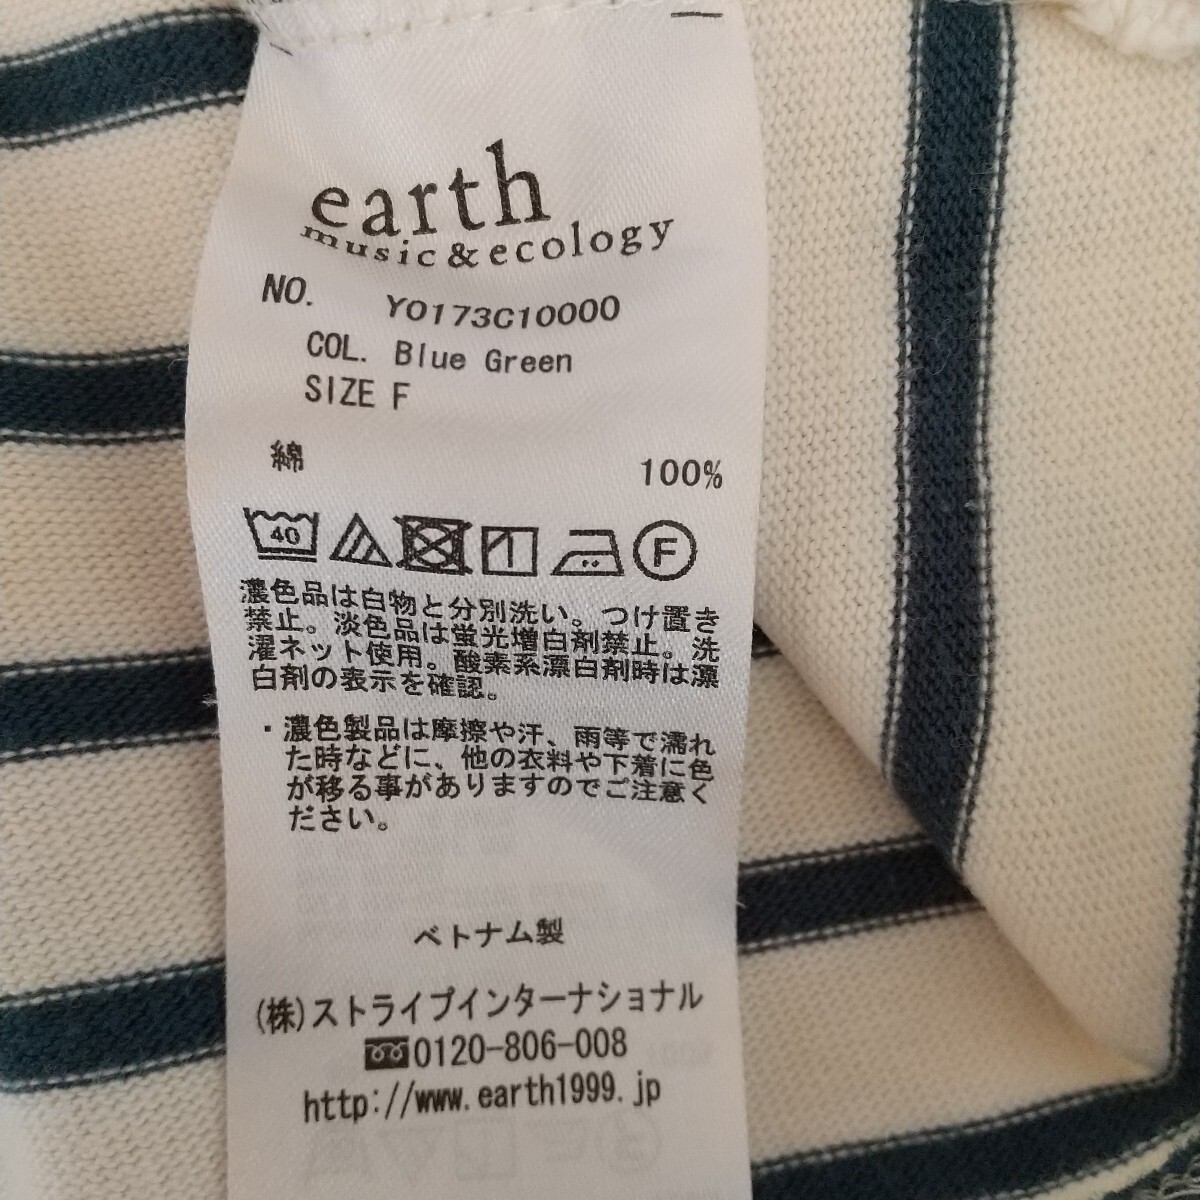 earth
music&ecology
NO. Y0173C10000
COL. Blue Green
SIZE F
綿 100%
40 F
濃色品は白物と分別洗い。つけ置き
禁止。淡色品は蛍光増白剤禁止。洗
濯ネット使用。酸素系漂白剤時は漂
白剤の表示を確認。
・濃色製品は摩擦や汗、雨等で濡れ
た時などに、他の衣料や下着に色
が移る事がありますのでご注意く
ださい。
ベトナム製
(株)ストライプインターナショナル
0120-806-008
http://www.earth1999.jp